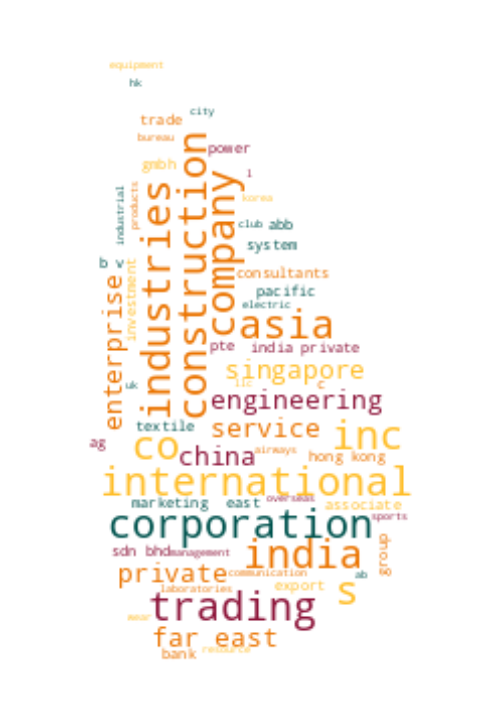 equipment
hk
city
trade
bureau
power
gmbh
l
industrial
products
korea
construction
industries
company
club abb
system
b v
consultants
enterprise
investment
pacific
electric
asia
pte india private
singapore
uk llc c
engineering
textile service inc
ag co china airways hong kong
international
marketing east overseas associate
corporation sports
sdn bhd management india group
private communication ab
laboratories export s
trading
wear far east
bank resource